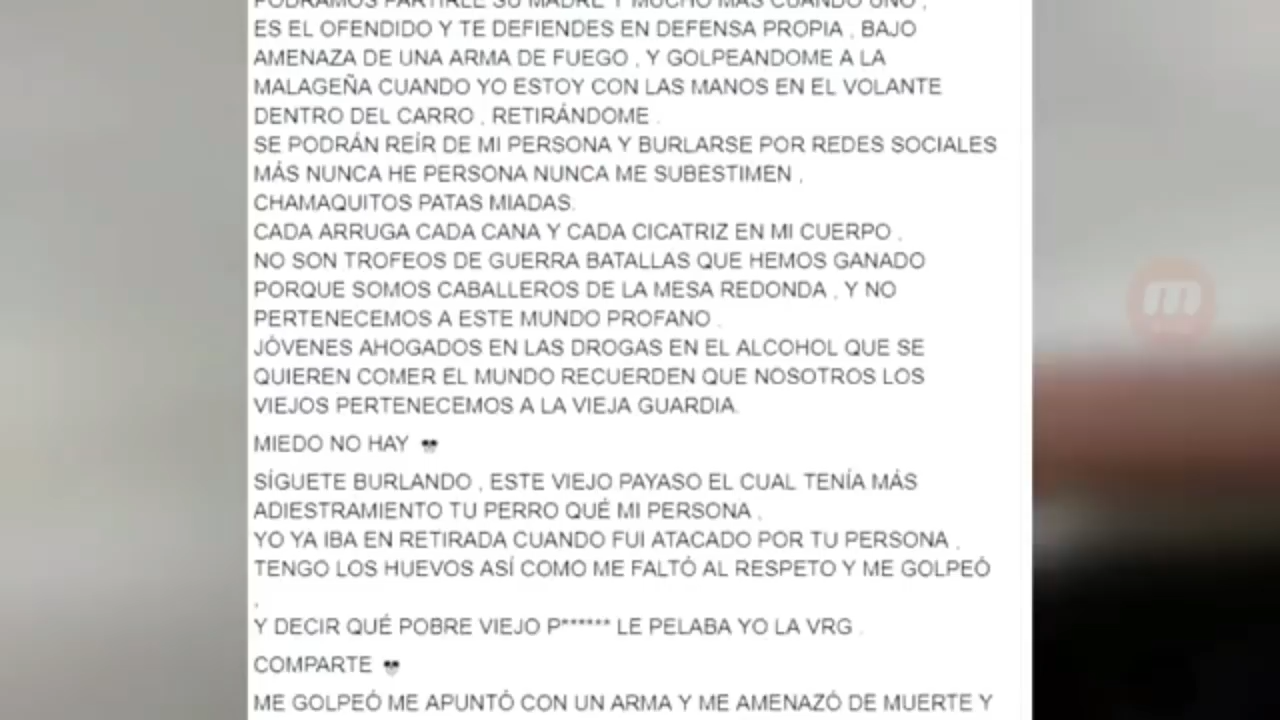 PODRAMOS PARTIRLE SU MADRE Y MUCHO MÁS CUANDO UNO ,
ES EL OFENDIDO Y TE DEFIENDES EN DEFENSA PROPIA , BAJO
AMENAZA DE UNA ARMA DE FUEGO , Y GOLPEANDOME A LA
MALAGEÑA CUANDO YO ESTOY CON LAS MANOS EN EL VOLANTE
DENTRO DEL CARRO , RETIRÁNDOME .
SE PODRÁN REÍR DE MI PERSONA Y BURLARSE POR REDES SOCIALES
MÁS NUNCA HE PERSONA NUNCA ME SUBESTIMEN ,
CHAMAQUITOS PATAS MIADAS.
CADA ARRUGA CADA CANA Y CADA CICATRIZ EN MI CUERPO .
NO SON TROFEOS DE GUERRA BATALLAS QUE HEMOS GANADO
PORQUE SOMOS CABALLEROS DE LA MESA REDONDA , Y NO
PERTENECEMOS A ESTE MUNDO PROFANO .
JÓVENES AHOGADOS EN LAS DROGAS EN EL ALCOHOL QUE SE
QUIEREN COMER EL MUNDO RECUERDEN QUE NOSOTROS LOS
VIEJOS PERTENECEMOS A LA VIEJA GUARDIA.
MIEDO NO HAY
SÍGUETE BURLANDO , ESTE VIEJO PAYASO EL CUAL TENÍA MÁS
ADIESTRAMIENTO TU PERRO QUÉ MI PERSONA .
YO YA IBA EN RETIRADA CUANDO FUI ATACADO POR TU PERSONA .
TENGO LOS HUEVOS ASÍ COMO ME FALTÓ AL RESPETO Y ME GOLPEÓ
,
Y DECIR QUÉ POBRE VIEJO P****** LE PELABA YO LA VRG .
COMPARTE
ME GOLPEÓ ME APUNTÓ CON UN ARMA Y ME AMENAZÓ DE MUERTE Y